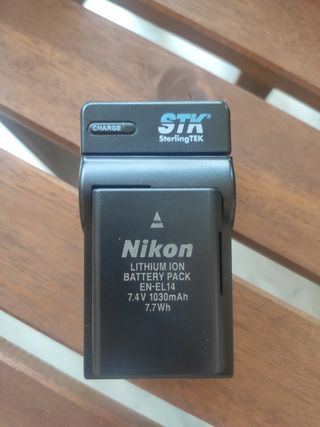 CHARGE
STK
SterlingTEK
Nikon
LITHIUM ION
BATTERY PACK
EN-EL14
7.4V 1030mAh
7.7Wh